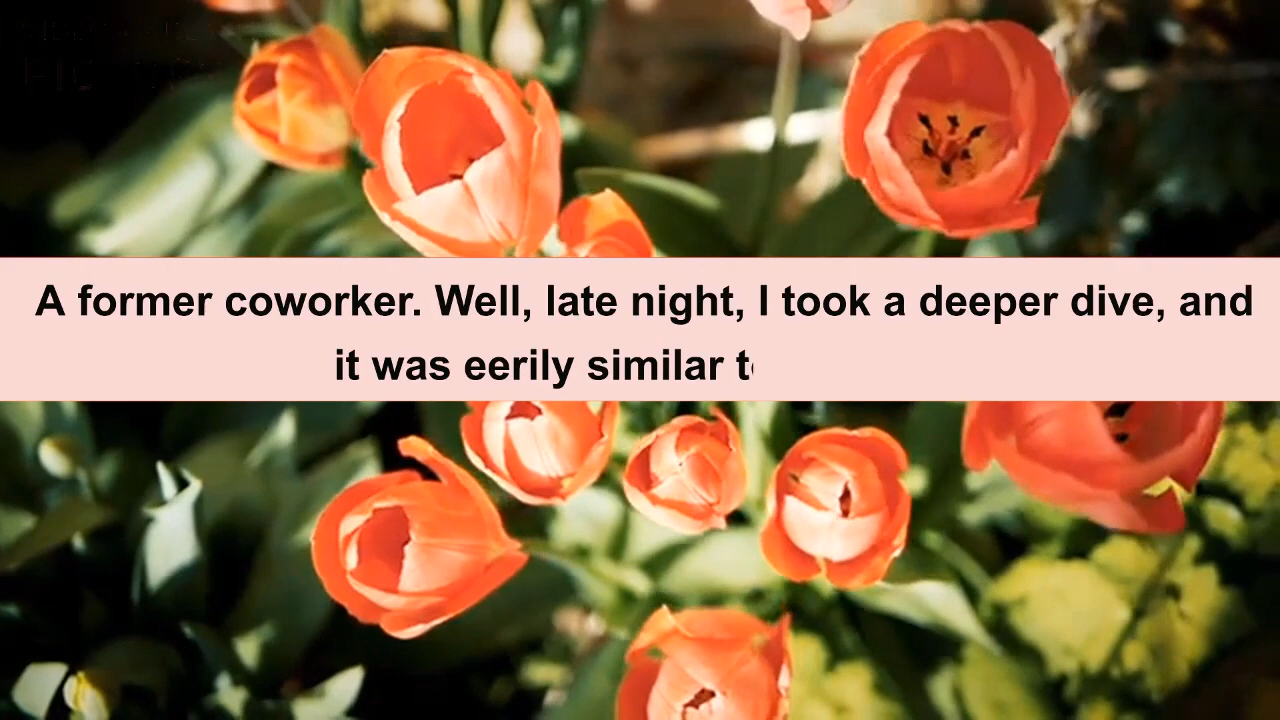 A former coworker. Well, late night, I took a deeper dive, and
it was eerily similar